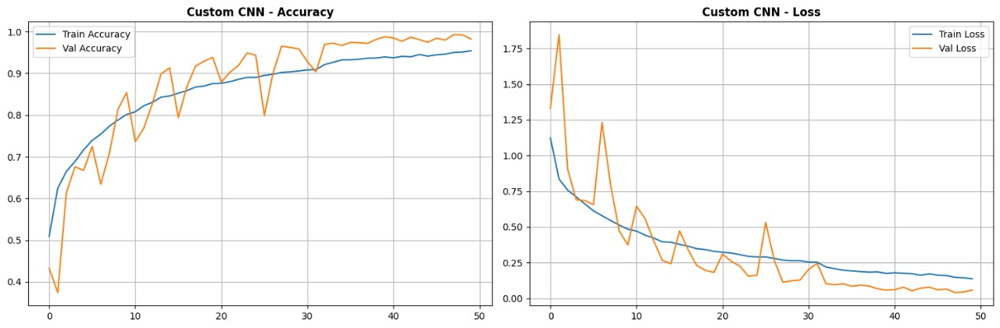 Custom CNN - Accuracy
Train Accuracy
Val Accuracy
1.0
0.9
0.8
0.7
0.6
0.5
0.4
0 10 20 30 40 50
Custom CNN - Loss
Train Loss
Val Loss
1.75
1.50
1.25
1.00
0.75
0.50
0.25
0.00
0 10 20 30 40 50